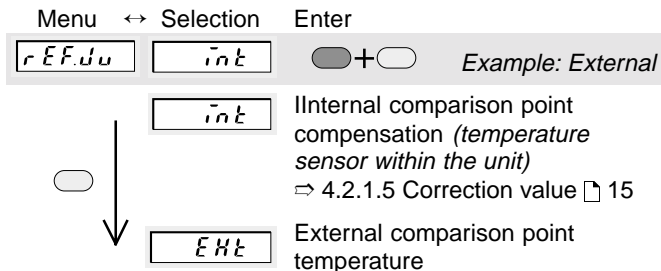 Menu ↔ Selection Enter
rEF.du int + Example: External
int IInternal comparison point
compensation (temperature
sensor within the unit)
⇨ 4.2.1.5 Correction value 15
EHt External comparison point
temperature